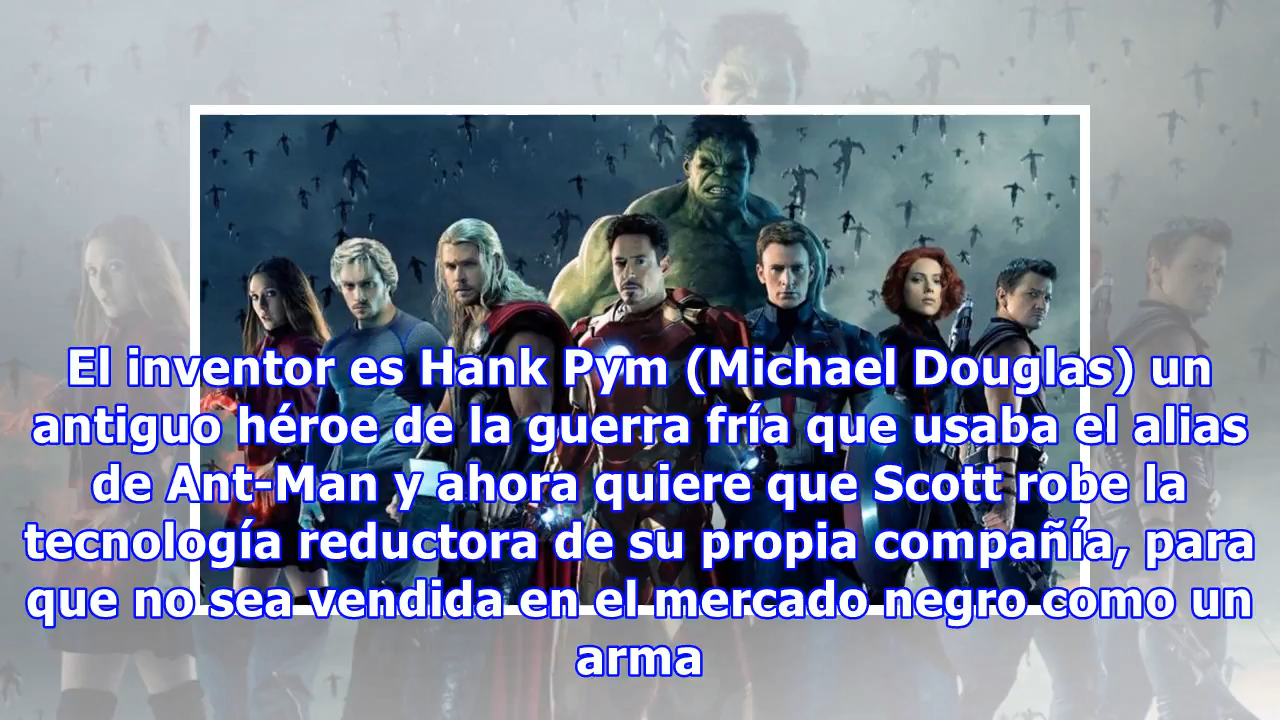 El inventor es Hank Pym (Michael Douglas) un
antiguo héroe de la guerra fría que usaba el alias
de Ant-Man y ahora quiere que Scott robe la
tecnología reductora de su propia compañía, para
que no sea vendida en el mercado negro como un
arma